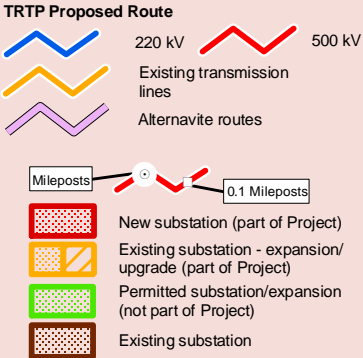 TRTP Proposed Route
220 kV
500 kV
Existing transmission
lines
Alternavite routes
Mileposts
0.1 Mileposts
New substation (part of Project)
Existing substation - expansion/
upgrade (part of Project)
Permitted substation/expansion
(not part of Project)
Existing substation